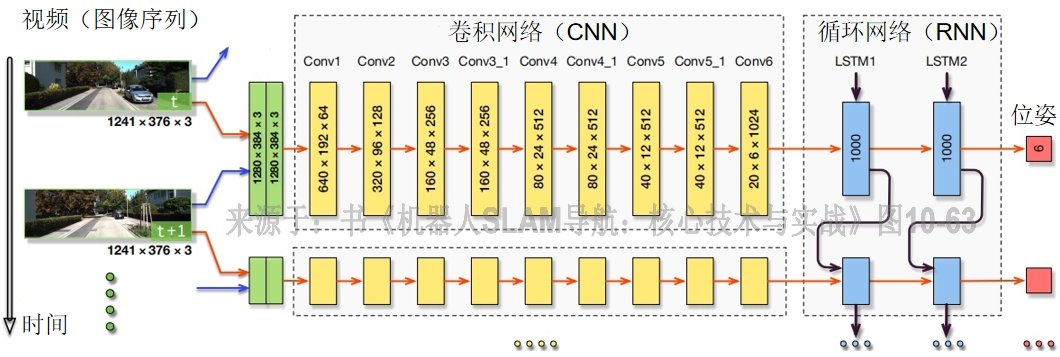 视频（图像序列）
卷积网络（CNN）
循环网络（RNN）
Conv1 Conv2 Conv3 Conv3_1 Conv4 Conv4_1 Conv5 Conv5_1 Conv6
LSTM1 LSTM2
t
1241 × 376 × 3
1280 × 384 × 3
1280 × 384 × 3
640 × 192 × 64
320 × 96 × 128
160 × 48 × 256
160 × 48 × 256
80 × 24 × 512
80 × 24 × 512
40 × 12 × 512
40 × 12 × 512
20 × 6 × 1024
1000
1000
位姿
6
来源于：书《机器人SLAM导航：核心技术与实战》图10-63
t+1
1241 × 376 × 3
时间